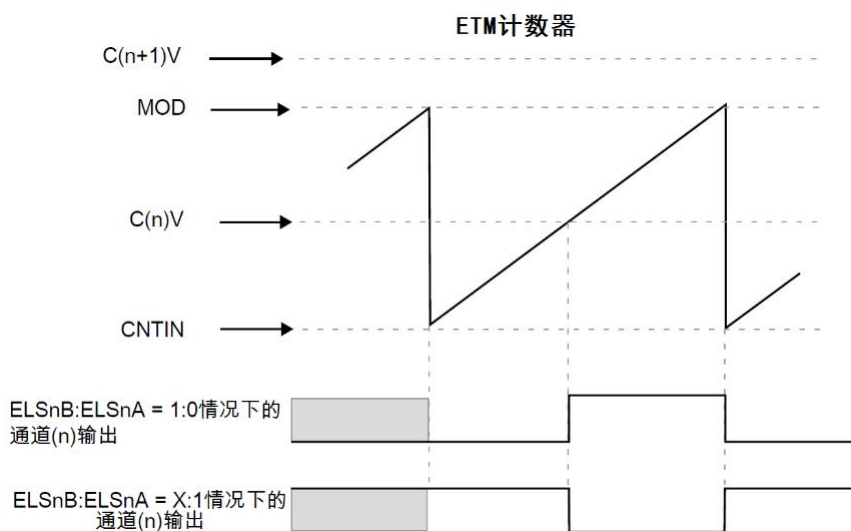 ETM计数器
C(n+1)V
MOD
C(n)V
CNTIN
ELSnB:ELSnA = 1:0情况下的
通道(n)输出
ELSnB:ELSnA = X:1情况下的
通道(n)输出